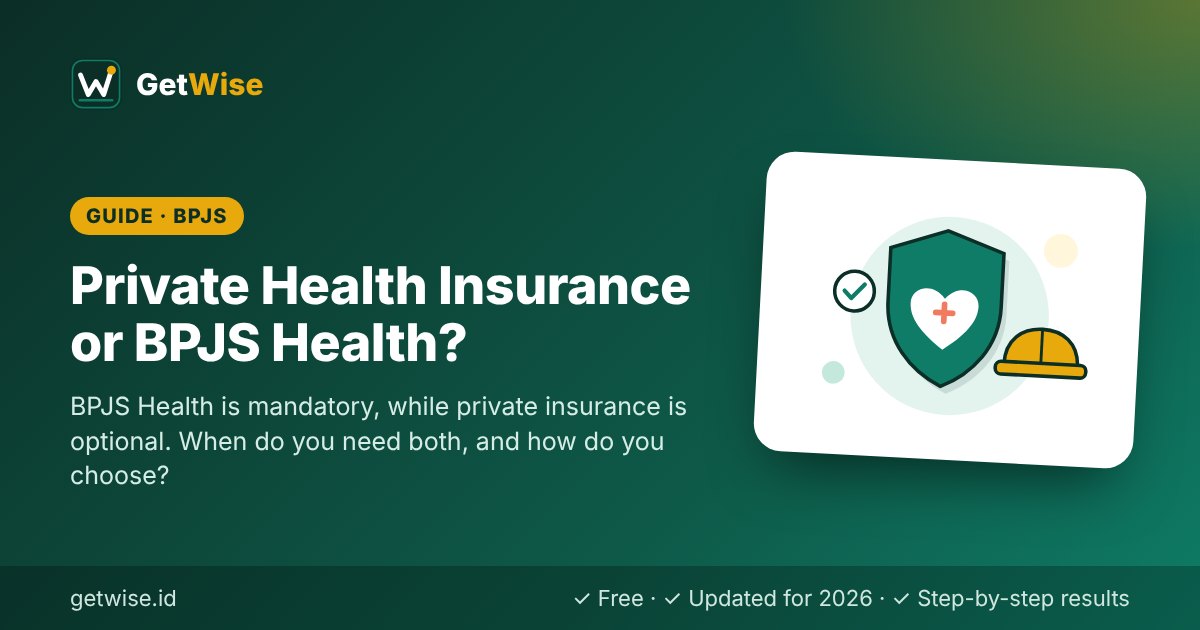 GetWise
GUIDE · BPJS
Private Health Insurance
or BPJS Health?
BPJS Health is mandatory, while private insurance is
optional. When do you need both, and how do you
choose?
getwise.id
✓ Free · ✓ Updated for 2026 · ✓ Step-by-step results